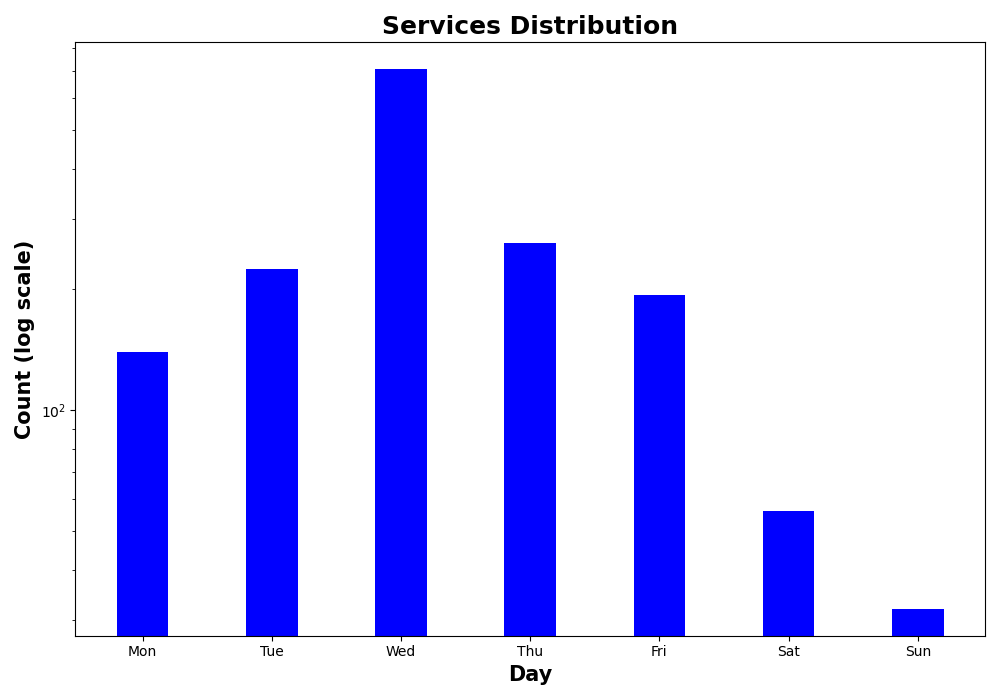 Services Distribution
Count (log scale)
10²
Mon Tue Wed Thu Fri Sat Sun
Day